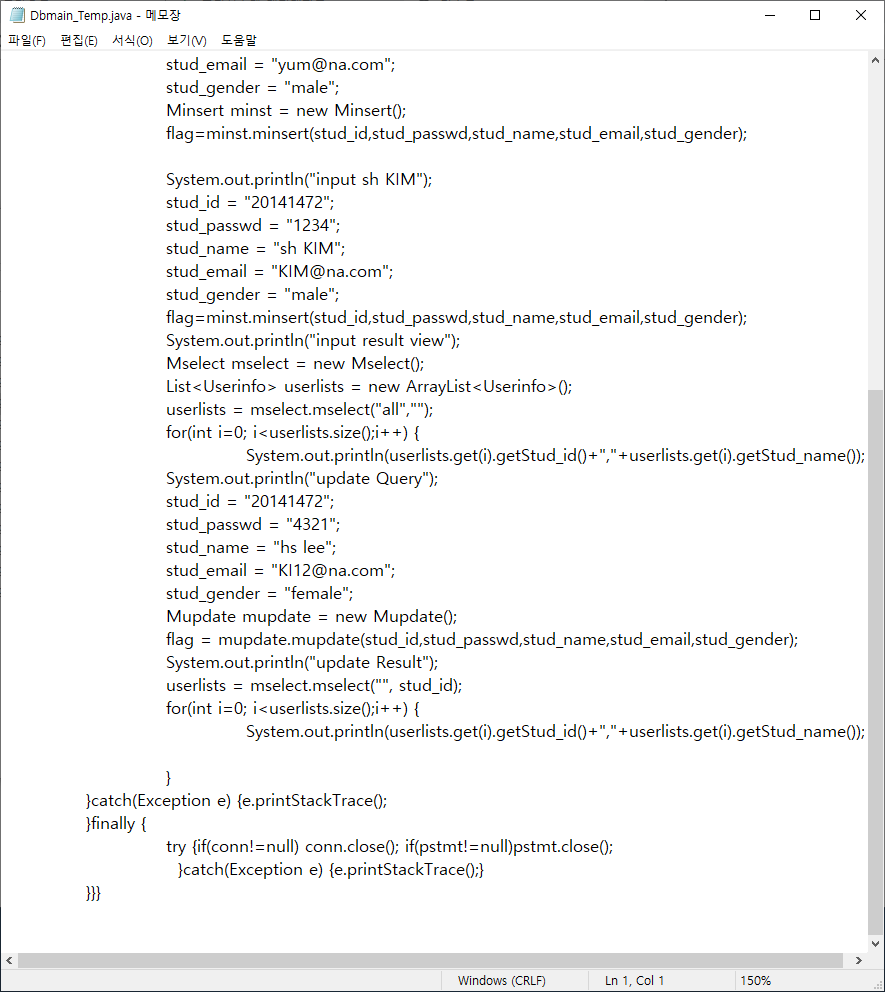 Dbmain_Temp.java - 메모장
파일(F) 편집(E) 서식(O) 보기(V) 도움말
stud_email = "yum@na.com";
stud_gender = "male";
Minsert minst = new Minsert();
flag=minst.minsert(stud_id,stud_passwd,stud_name,stud_email,stud_gender);
System.out.println("input sh KIM");
stud_id = "20141472";
stud_passwd = "1234";
stud_name = "sh KIM";
stud_email = "KIM@na.com";
stud_gender = "male";
flag=minst.minsert(stud_id,stud_passwd,stud_name,stud_email,stud_gender);
System.out.println("input result view");
Mselect mselect = new Mselect();
List<Userinfo> userlists = new ArrayList<Userinfo>();
userlists = mselect.mselect("all","");
for(int i=0; i<userlists.size();i++) {
System.out.println(userlists.get(i).getStud_id()+","+userlists.get(i).getStud_name());
System.out.println("update Query");
stud_id = "20141472";
stud_passwd = "4321";
stud_name = "hs lee";
stud_email = "KI12@na.com";
stud_gender = "female";
Mupdate mupdate = new Mupdate();
flag = mupdate.mupdate(stud_id,stud_passwd,stud_name,stud_email,stud_gender);
System.out.println("update Result");
userlists = mselect.mselect("", stud_id);
for(int i=0; i<userlists.size();i++) {
System.out.println(userlists.get(i).getStud_id()+","+userlists.get(i).getStud_name());
}
}catch(Exception e) {e.printStackTrace();
}finally {
try {if(conn!=null) conn.close(); if(pstmt!=null)pstmt.close();
}catch(Exception e) {e.printStackTrace();}
}}}
Windows (CRLF) Ln 1, Col 1 150%